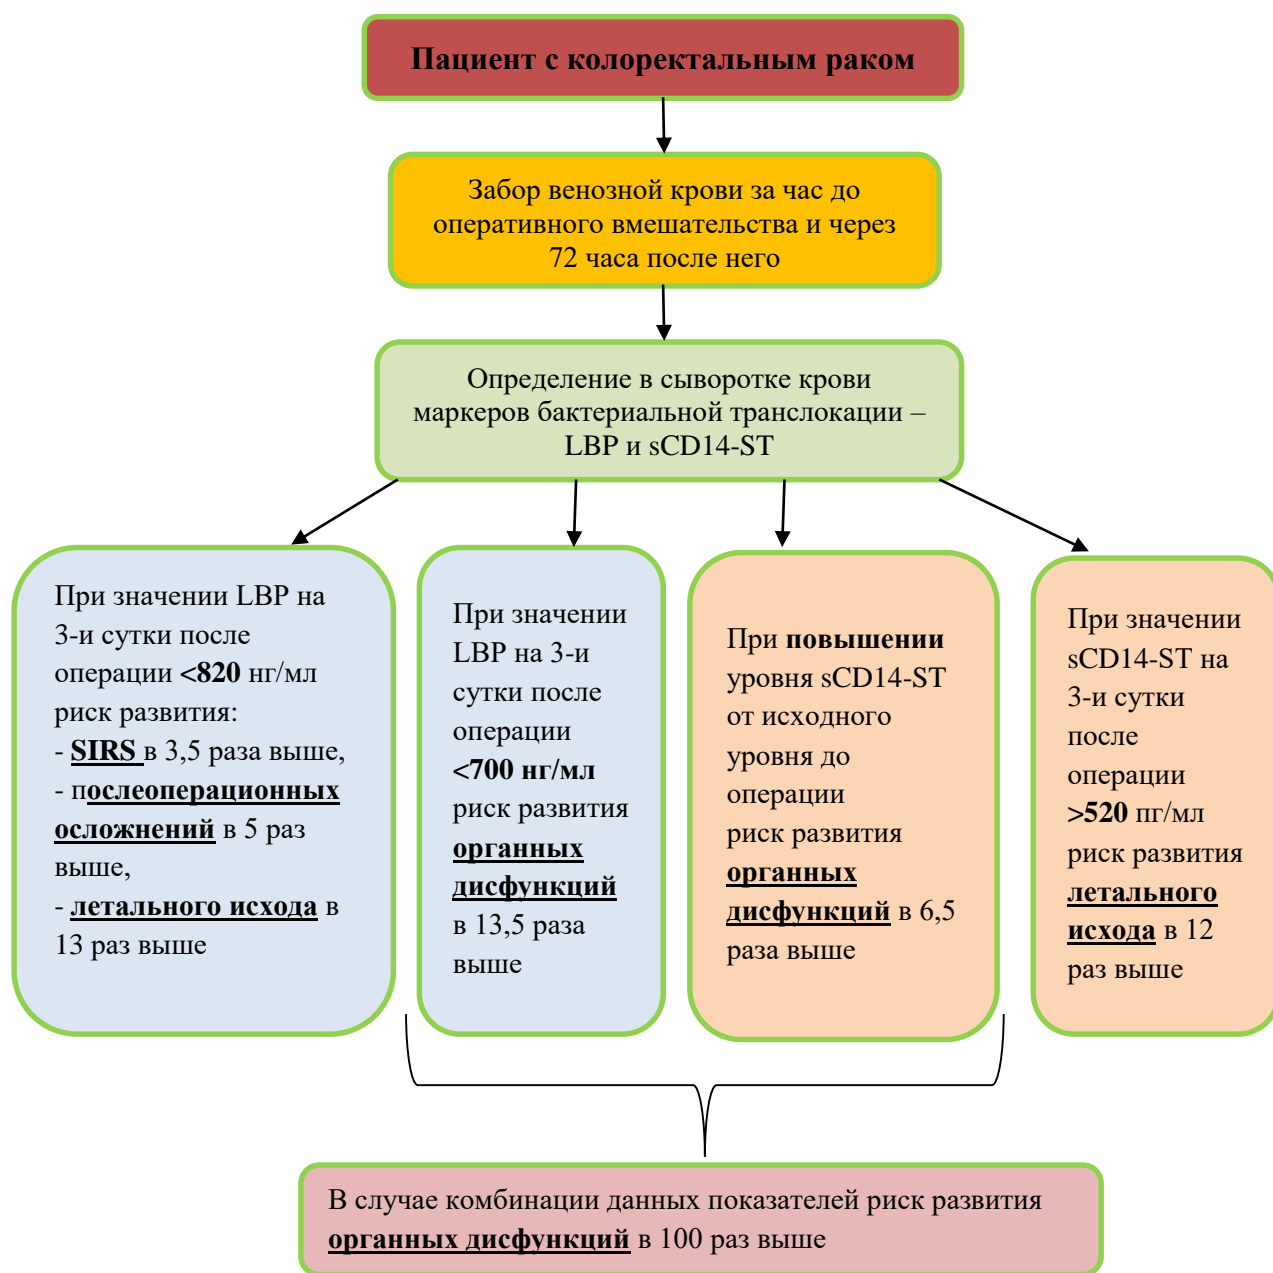 Пациент с колоректальным раком
Забор венозной крови за час до
оперативного вмешательства и через
72 часа после него
Определение в сыворотке крови
маркеров бактериальной транслокации –
LBP и sCD14-ST
При значении LBP на
3-и сутки после
операции <820 нг/мл
риск развития:
- SIRS в 3,5 раза выше,
- послеоперационных
осложнений в 5 раз
выше,
- летального исхода в
13 раз выше
При значении
LBP на 3-и
сутки после
операции
<700 нг/мл
риск развития
органных
дисфункций
в 13,5 раза
выше
При повышении
уровня sCD14-ST
от исходного
уровня до
операции
риск развития
органных
дисфункций в 6,5
раза выше
При значении
sCD14-ST на
3-и сутки
после
операции
>520 пг/мл
риск развития
летального
исхода в 12
раз выше
В случае комбинации данных показателей риск развития
органных дисфункций в 100 раз выше